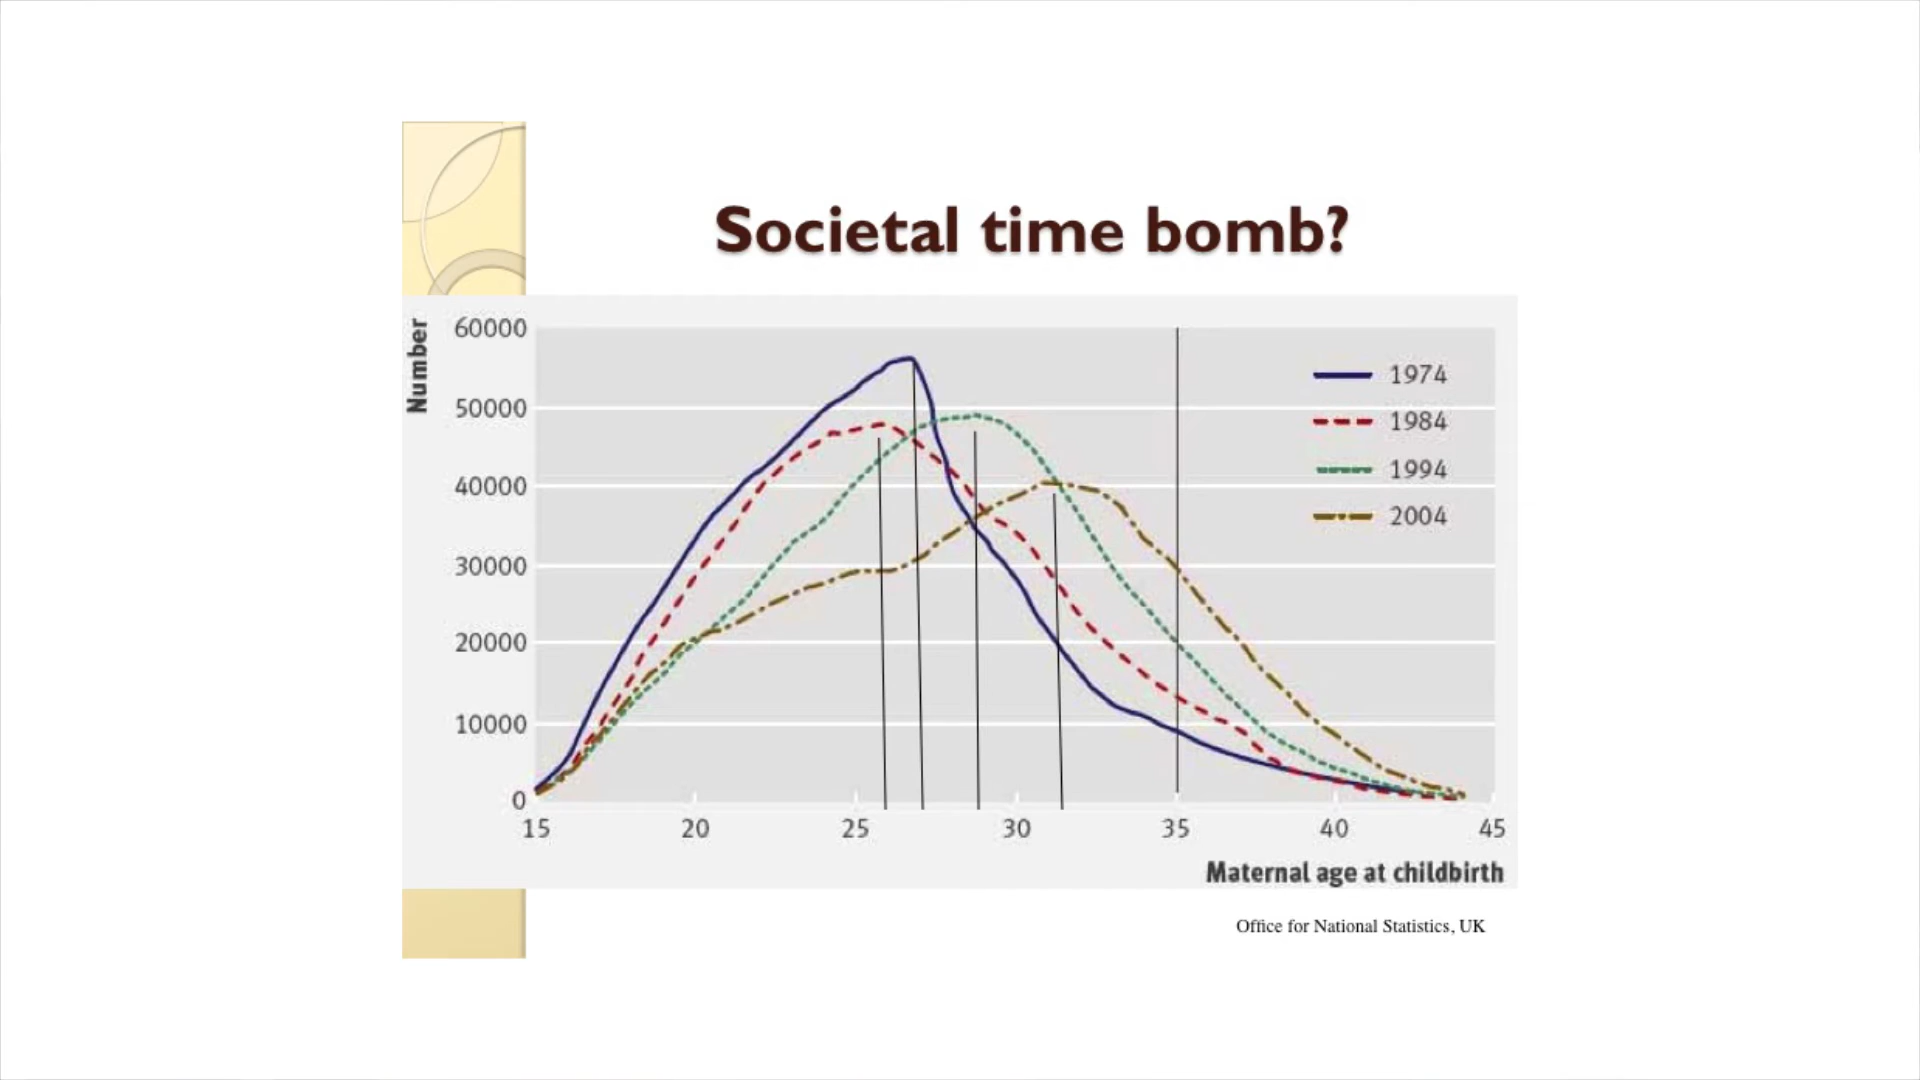 Societal time bomb?
Number
60000
50000
40000
30000
20000
10000
0
1974
1984
1994
2004
15 20 25 30 35 40 45
Maternal age at childbirth
Office for National Statistics, UK